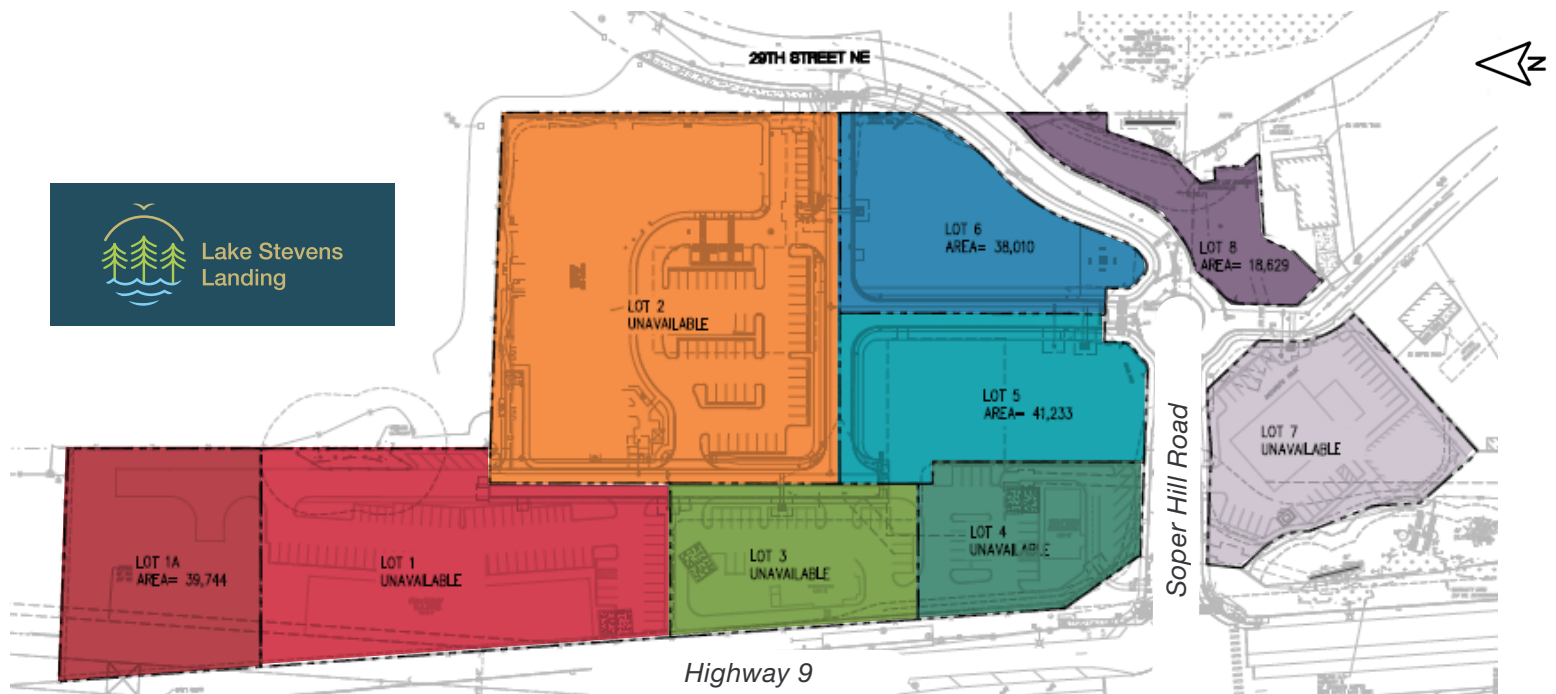 29TH STREET NE
N
Lake Stevens
Landing
LOT 6
AREA= 38,010
LOT 8
AREA= 18,629
LOT 2
UNAVAILABLE
LOT 5
AREA= 41,233
LOT 7
UNAVAILABLE
Soper Hill Road
LOT 1A
AREA= 39,744
LOT 1
UNAVAILABLE
LOT 3
UNAVAILABLE
LOT 4
UNAVAILABLE
Highway 9